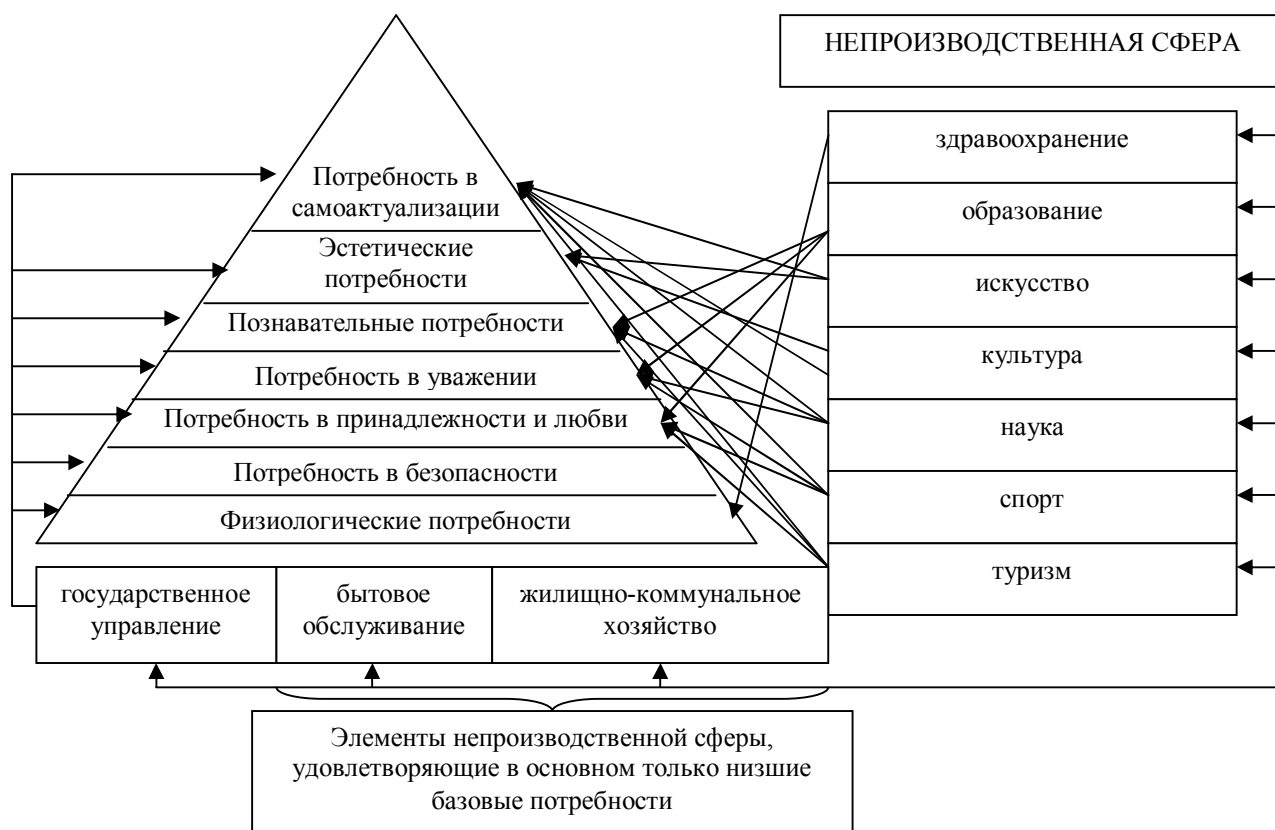 НЕПРОИЗВОДСТВЕННАЯ СФЕРА
Потребность в
самоактуализации
Эстетические
потребности
Познавательные потребности
Потребность в уважении
Потребность в принадлежности и любви
Потребность в безопасности
Физиологические потребности
здравоохранение
образование
искусство
культура
наука
спорт
туризм
государственное
управление
бытовое
обслуживание
жилищно-коммунальное
хозяйство
Элементы непроизводственной сферы,
удовлетворяющие в основном только низшие
базовые потребности